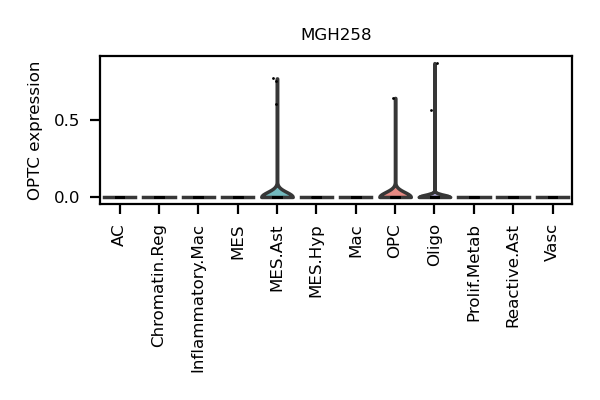 MGH258
OPTC expression
0.5
0.0
AC
Chromatin.Reg
Inflammatory.Mac
MES
MES.Ast
MES.Hyp
Mac
OPC
Oligo
Prolif.Metab
Reactive.Ast
Vasc